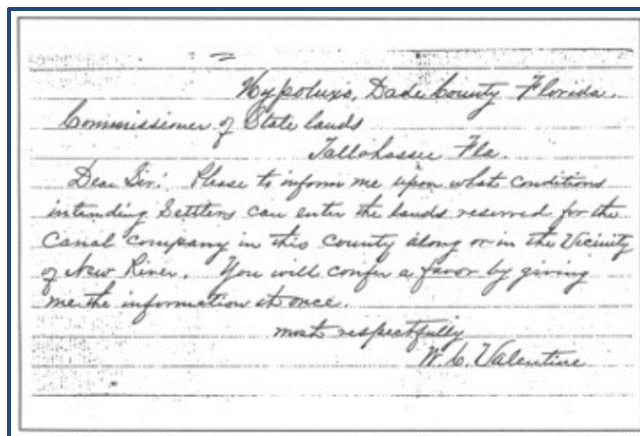 Hypoluxo, Dade County Florida.
Commissioner of State lands
Tallahassee Fla.
Dear Sir: Please to inform me upon what conditions
intending Settlers can enter the lands reserved for the
Canal company in this county along or in the Vicinity
of New River. You will confer a favor by giving
me the information at once.
most respectfully
W. C. Valentine